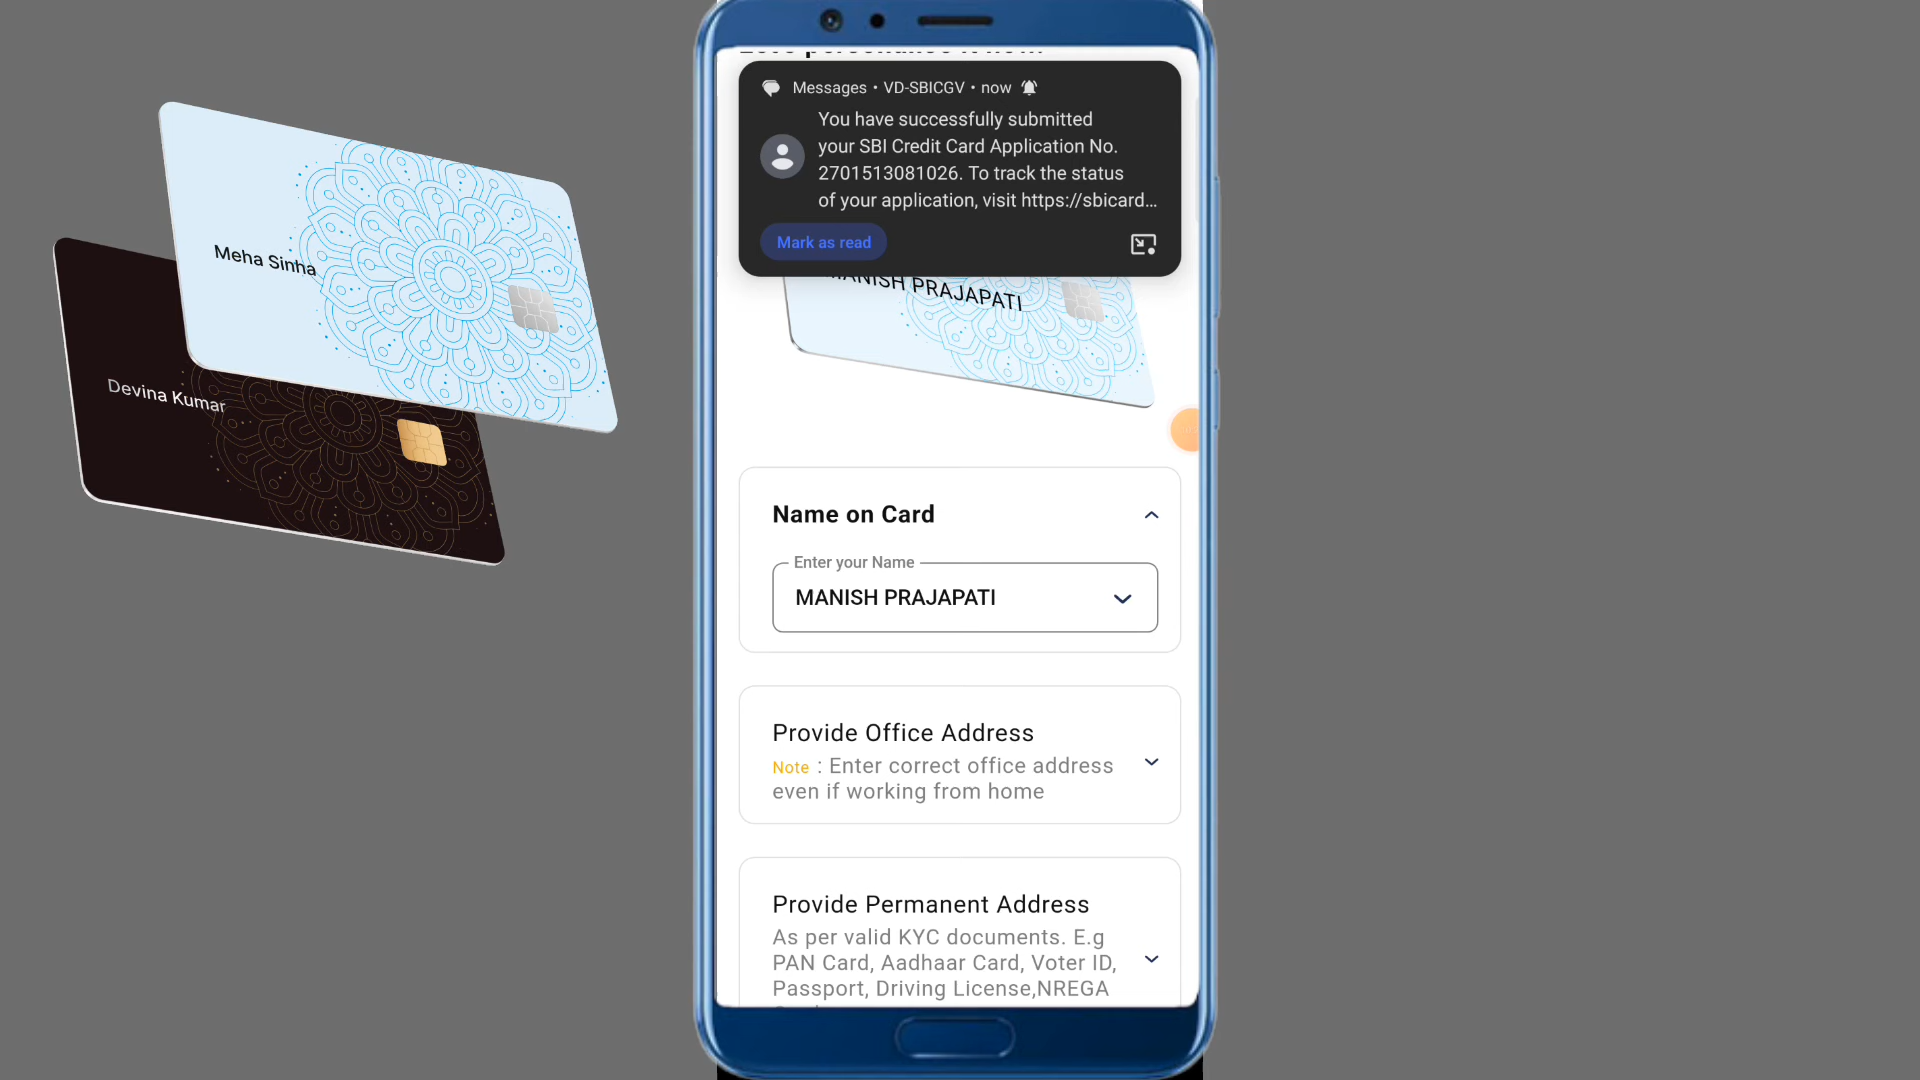 Messages • VD-SBICGV • now
You have successfully submitted
your SBI Credit Card Application No.
2701513081026. To track the status
of your application, visit https://sbicard...
Mark as read
MANISH PRAJAPATI
Meha Sinha
Devina Kumar
Name on Card
Enter your Name
MANISH PRAJAPATI
Provide Office Address
Note : Enter correct office address
even if working from home
Provide Permanent Address
As per valid KYC documents. E.g
PAN Card, Aadhaar Card, Voter ID,
Passport, Driving License,NREGA